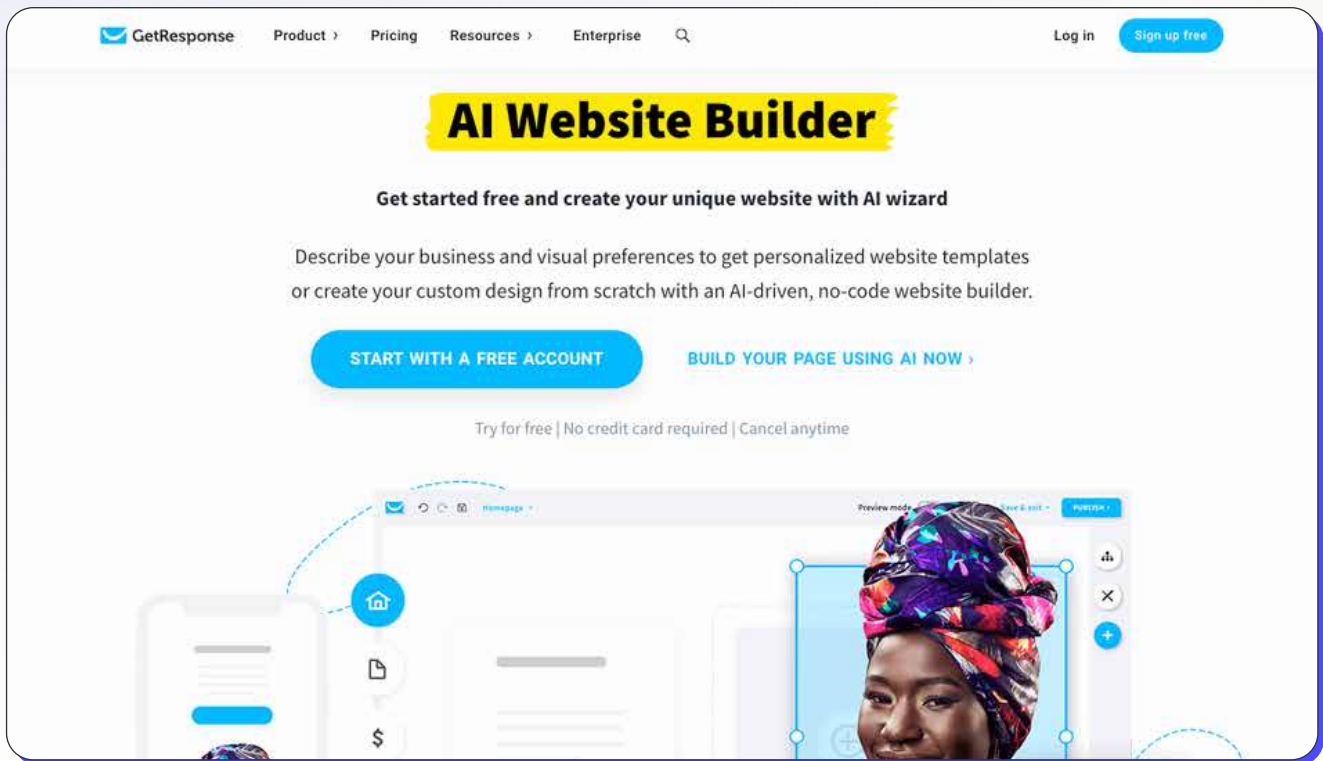 GetResponse
Product ›
Pricing
Resources ›
Enterprise
Log in
Sign up free
AI Website Builder
Get started free and create your unique website with AI wizard
Describe your business and visual preferences to get personalized website templates
or create your custom design from scratch with an AI-driven, no-code website builder.
START WITH A FREE ACCOUNT
BUILD YOUR PAGE USING AI NOW ›
Try for free | No credit card required | Cancel anytime
Homepage
Preview mode
Save & exit
PUBLISH ›
$